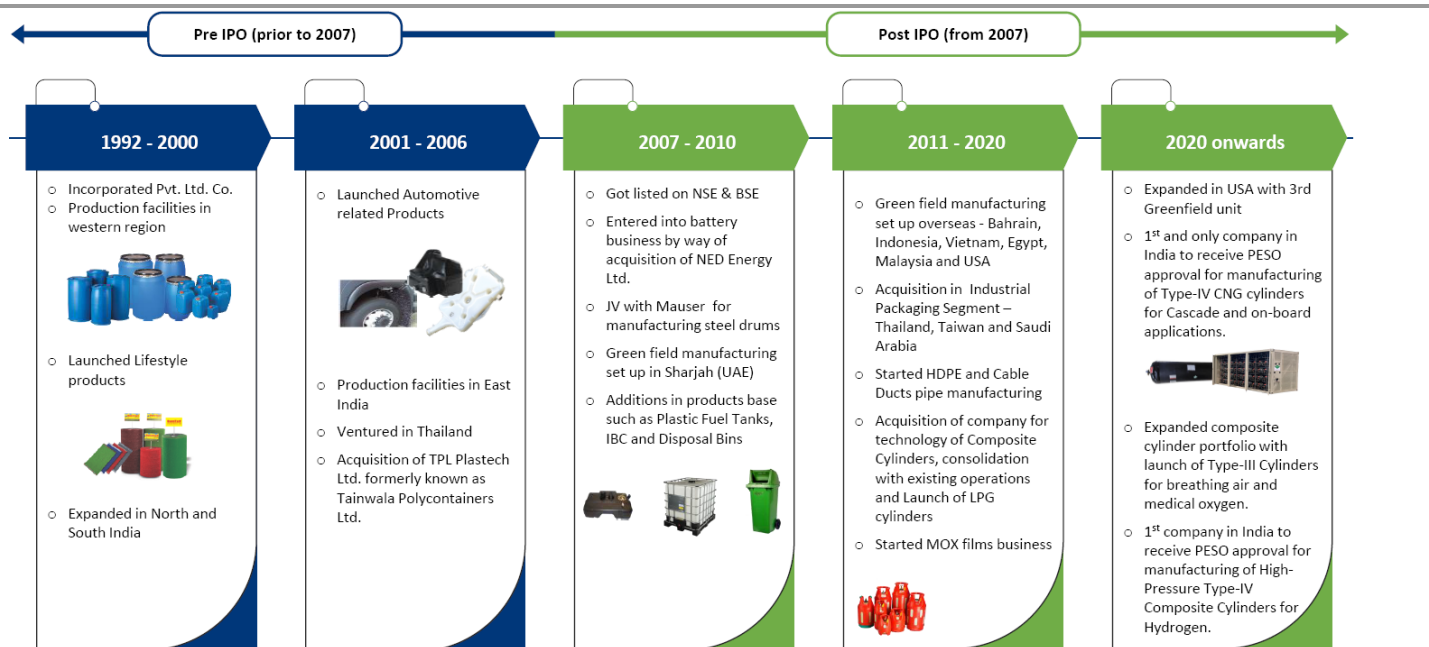 Pre IPO (prior to 2007)
Post IPO (from 2007)
1992 - 2000
○ Incorporated Pvt. Ltd. Co.
○ Production facilities in
western region
○ Launched Lifestyle
products
○ Expanded in North and
South India
2001 - 2006
○ Launched Automotive
related Products
○ Production facilities in East
India
○ Ventured in Thailand
○ Acquisition of TPL Plastech
Ltd. formerly known as
Tainwala Polycontainers
Ltd.
2007 - 2010
○ Got listed on NSE & BSE
○ Entered into battery
business by way of
acquisition of NED Energy
Ltd.
○ JV with Mauser for
manufacturing steel drums
○ Green field manufacturing
set up in Sharjah (UAE)
○ Additions in products base
such as Plastic Fuel Tanks,
IBC and Disposal Bins
2011 - 2020
○ Green field manufacturing
set up overseas - Bahrain,
Indonesia, Vietnam, Egypt,
Malaysia and USA
○ Acquisition in Industrial
Packaging Segment –
Thailand, Taiwan and Saudi
Arabia
○ Started HDPE and Cable
Ducts pipe manufacturing
○ Acquisition of company for
technology of Composite
Cylinders, consolidation
with existing operations
and Launch of LPG
cylinders
○ Started MOX films business
2020 onwards
○ Expanded in USA with 3rd
Greenfield unit
○ 1st and only company in
India to receive PESO
approval for manufacturing
of Type-IV CNG cylinders
for Cascade and on-board
applications.
○ Expanded composite
cylinder portfolio with
launch of Type-III Cylinders
for breathing air and
medical oxygen.
○ 1st company in India to
receive PESO approval for
manufacturing of High-
Pressure Type-IV
Composite Cylinders for
Hydrogen.